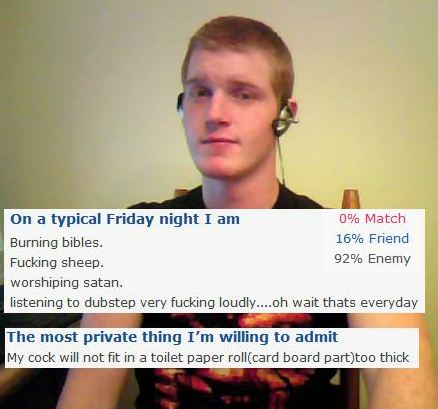 On a typical Friday night I am
0% Match
16% Friend
92% Enemy
Burning bibles.
Fucking sheep.
worshiping satan.
listening to dubstep very fucking loudly....oh wait thats everyday
The most private thing I'm willing to admit
My cock will not fit in a toilet paper roll(card board part)too thick